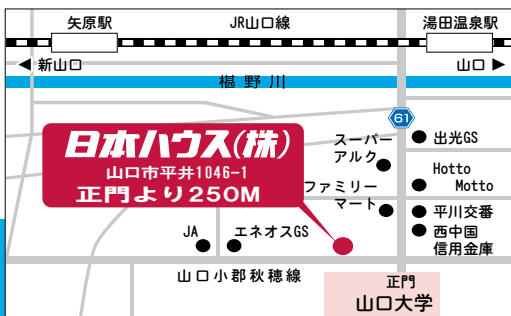 矢原駅
JR山口線
湯田温泉駅
◀新山口
山口▶
椹野川
61
日本ハウス(株)
山口市平井1046-1
正門より250M
スーパー
アルク
出光GS
ファミリー
マート
Hotto
Motto
平川交番
西中国
信用金庫
JA
エネオスGS
山口小郡秋穂線
正門
山口大学